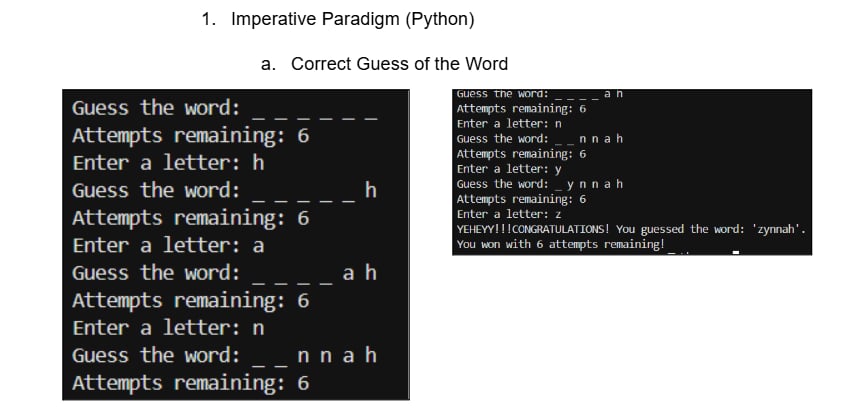 1. Imperative Paradigm (Python)
a. Correct Guess of the Word
Guess the word: _ _ _ _ _ _
Attempts remaining: 6
Enter a letter: h
Guess the word: _ _ _ _ _ h
Attempts remaining: 6
Enter a letter: a
Guess the word: _ _ _ _ a h
Attempts remaining: 6
Enter a letter: n
Guess the word: _ _ n n a h
Attempts remaining: 6
Guess the word: _ _ _ _ a h
Attempts remaining: 6
Enter a letter: n
Guess the word: _ _ n n a h
Attempts remaining: 6
Enter a letter: y
Guess the word: _ y n n a h
Attempts remaining: 6
Enter a letter: z
YEHEYY!!!CONGRATULATIONS! You guessed the word: 'zynnah'.
You won with 6 attempts remaining!